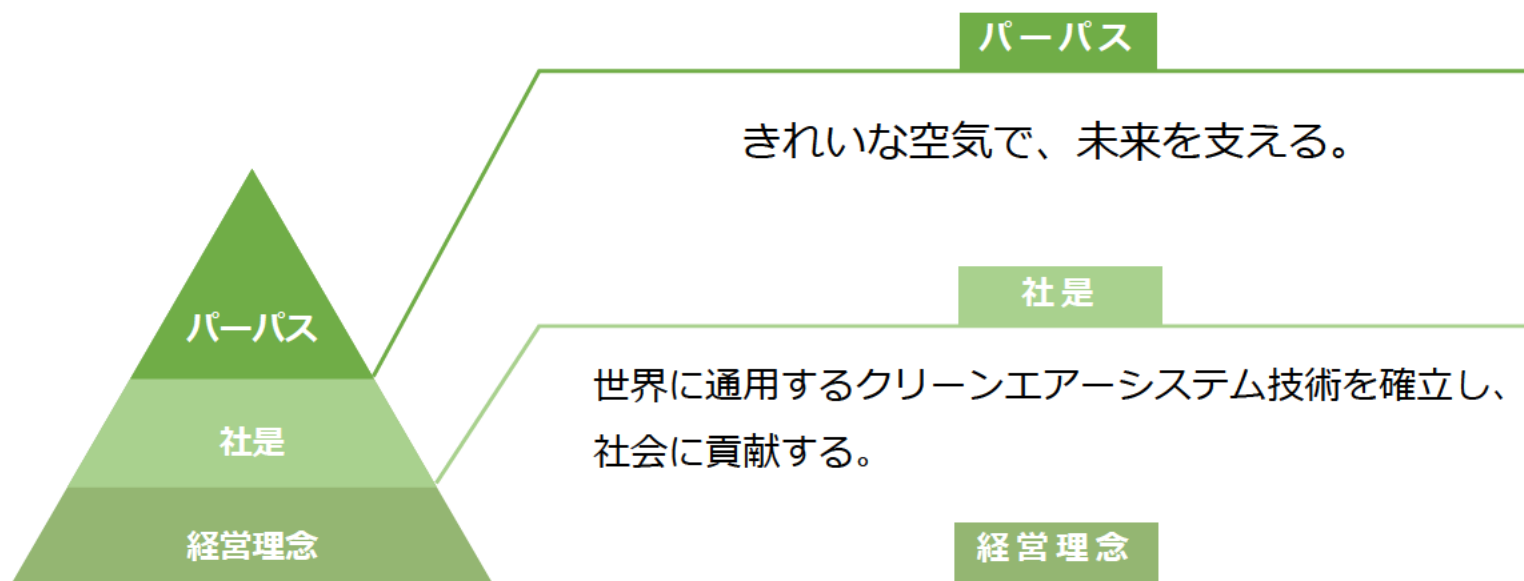 パーパス
きれいな空気で、未来を支える。
パーパス
社是
世界に通用するクリーンエアーシステム技術を確立し、
社会に貢献する。
社是
経営理念
経営理念